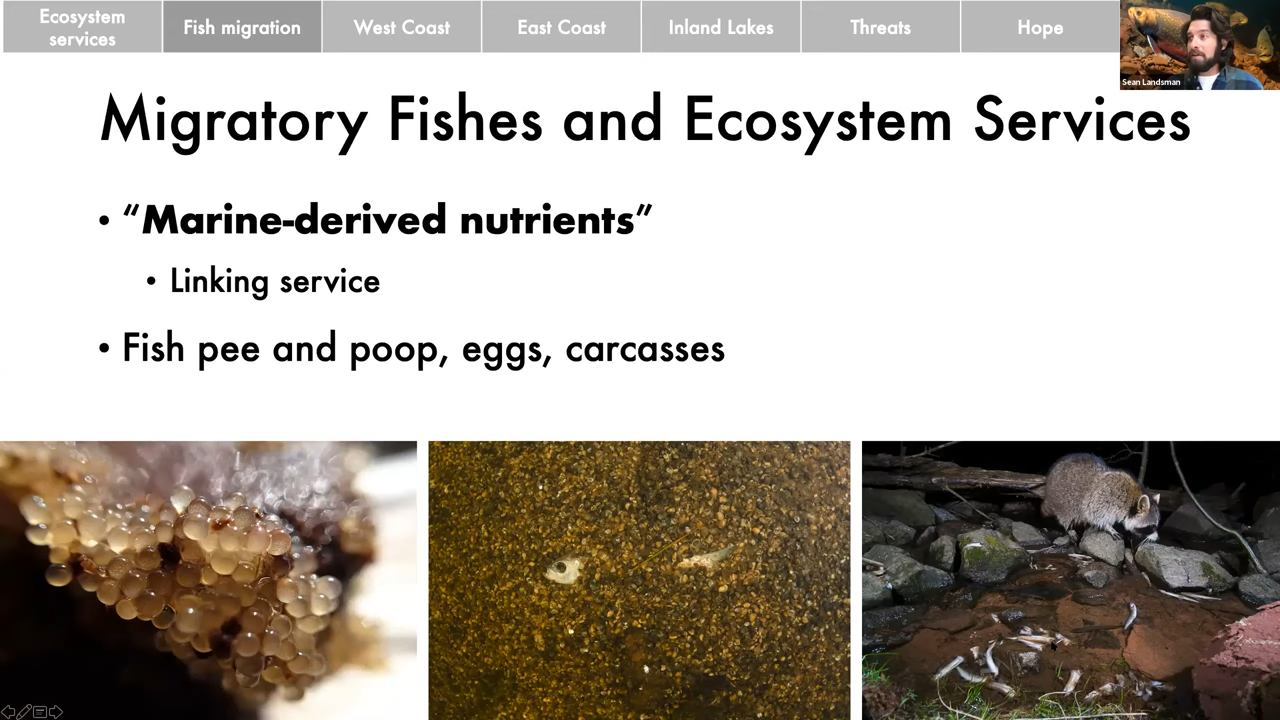 Ecosystem
services
Fish migration
West Coast
East Coast
Inland Lakes
Threats
Hope
Sean Landsman
Migratory Fishes and Ecosystem Services
• “Marine-derived nutrients”
• Linking service
• Fish pee and poop, eggs, carcasses